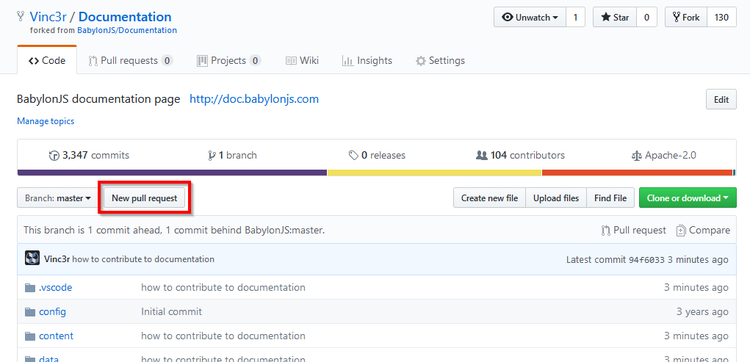 Vinc3r / Documentation
Unwatch 1 Star 0 Fork 130
forked from BabylonJS/Documentation
Code Pull requests 0 Projects 0 Wiki Insights Settings
BabylonJS documentation page http://doc.babylonjs.com Edit
Manage topics
3,347 commits 1 branch 0 releases 104 contributors Apache-2.0
Branch: master New pull request Create new file Upload files Find File Clone or download
This branch is 1 commit ahead, 1 commit behind BabylonJS:master. Pull request Compare
Vinc3r how to contribute to documentation Latest commit 94f6033 3 minutes ago
.vscode how to contribute to documentation 3 minutes ago
config Initial commit 3 years ago
content how to contribute to documentation 3 minutes ago
data how to contribute to documentation 3 minutes ago